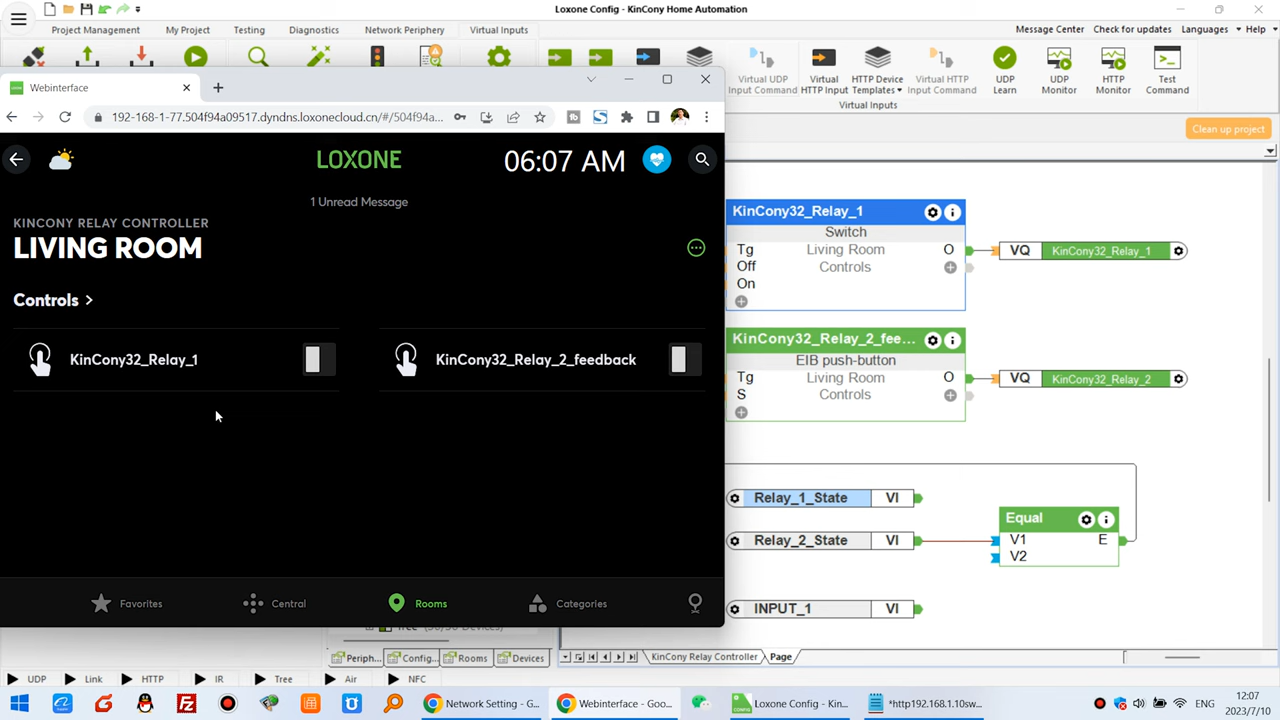 Loxone Config - KinCony Home Automation
Project Management
My Project
Testing
Diagnostics
Network Periphery
Virtual Inputs
Message Center
Check for updates
Languages
Help
Virtual UDP
Input Command
Virtual
HTTP Input
HTTP Device
Templates
Virtual HTTP
Input Command
UDP
Learn
UDP
Monitor
HTTP
Monitor
Test
Command
Virtual Inputs
Clean up project
Webinterface
192-168-1-77.504f94a09517.dyndns.loxonecloud.cn/#/504f94a...
LOXONE
06:07 AM
1 Unread Message
KINCONY RELAY CONTROLLER
LIVING ROOM
Controls >
KinCony32_Relay_1
KinCony32_Relay_2_feedback
Favorites
Central
Rooms
Categories
KinCony32_Relay_1
Switch
Tg
Living Room
O
Off
Controls
On
VQ
KinCony32_Relay_1
KinCony32_Relay_2_fee...
EIB push-button
Tg
Living Room
O
S
Controls
VQ
KinCony32_Relay_2
Relay_1_State
VI
Relay_2_State
VI
Equal
V1
E
V2
INPUT_1
VI
Periph...
Config...
Rooms
Devices
KinCony Relay Controller
Page
UDP
Link
HTTP
IR
Tree
Air
NFC
Network Setting - G...
Webinterface - Goo...
Loxone Config - Kin...
*http192.168.1.10sw...
ENG
12:07
2023/7/10